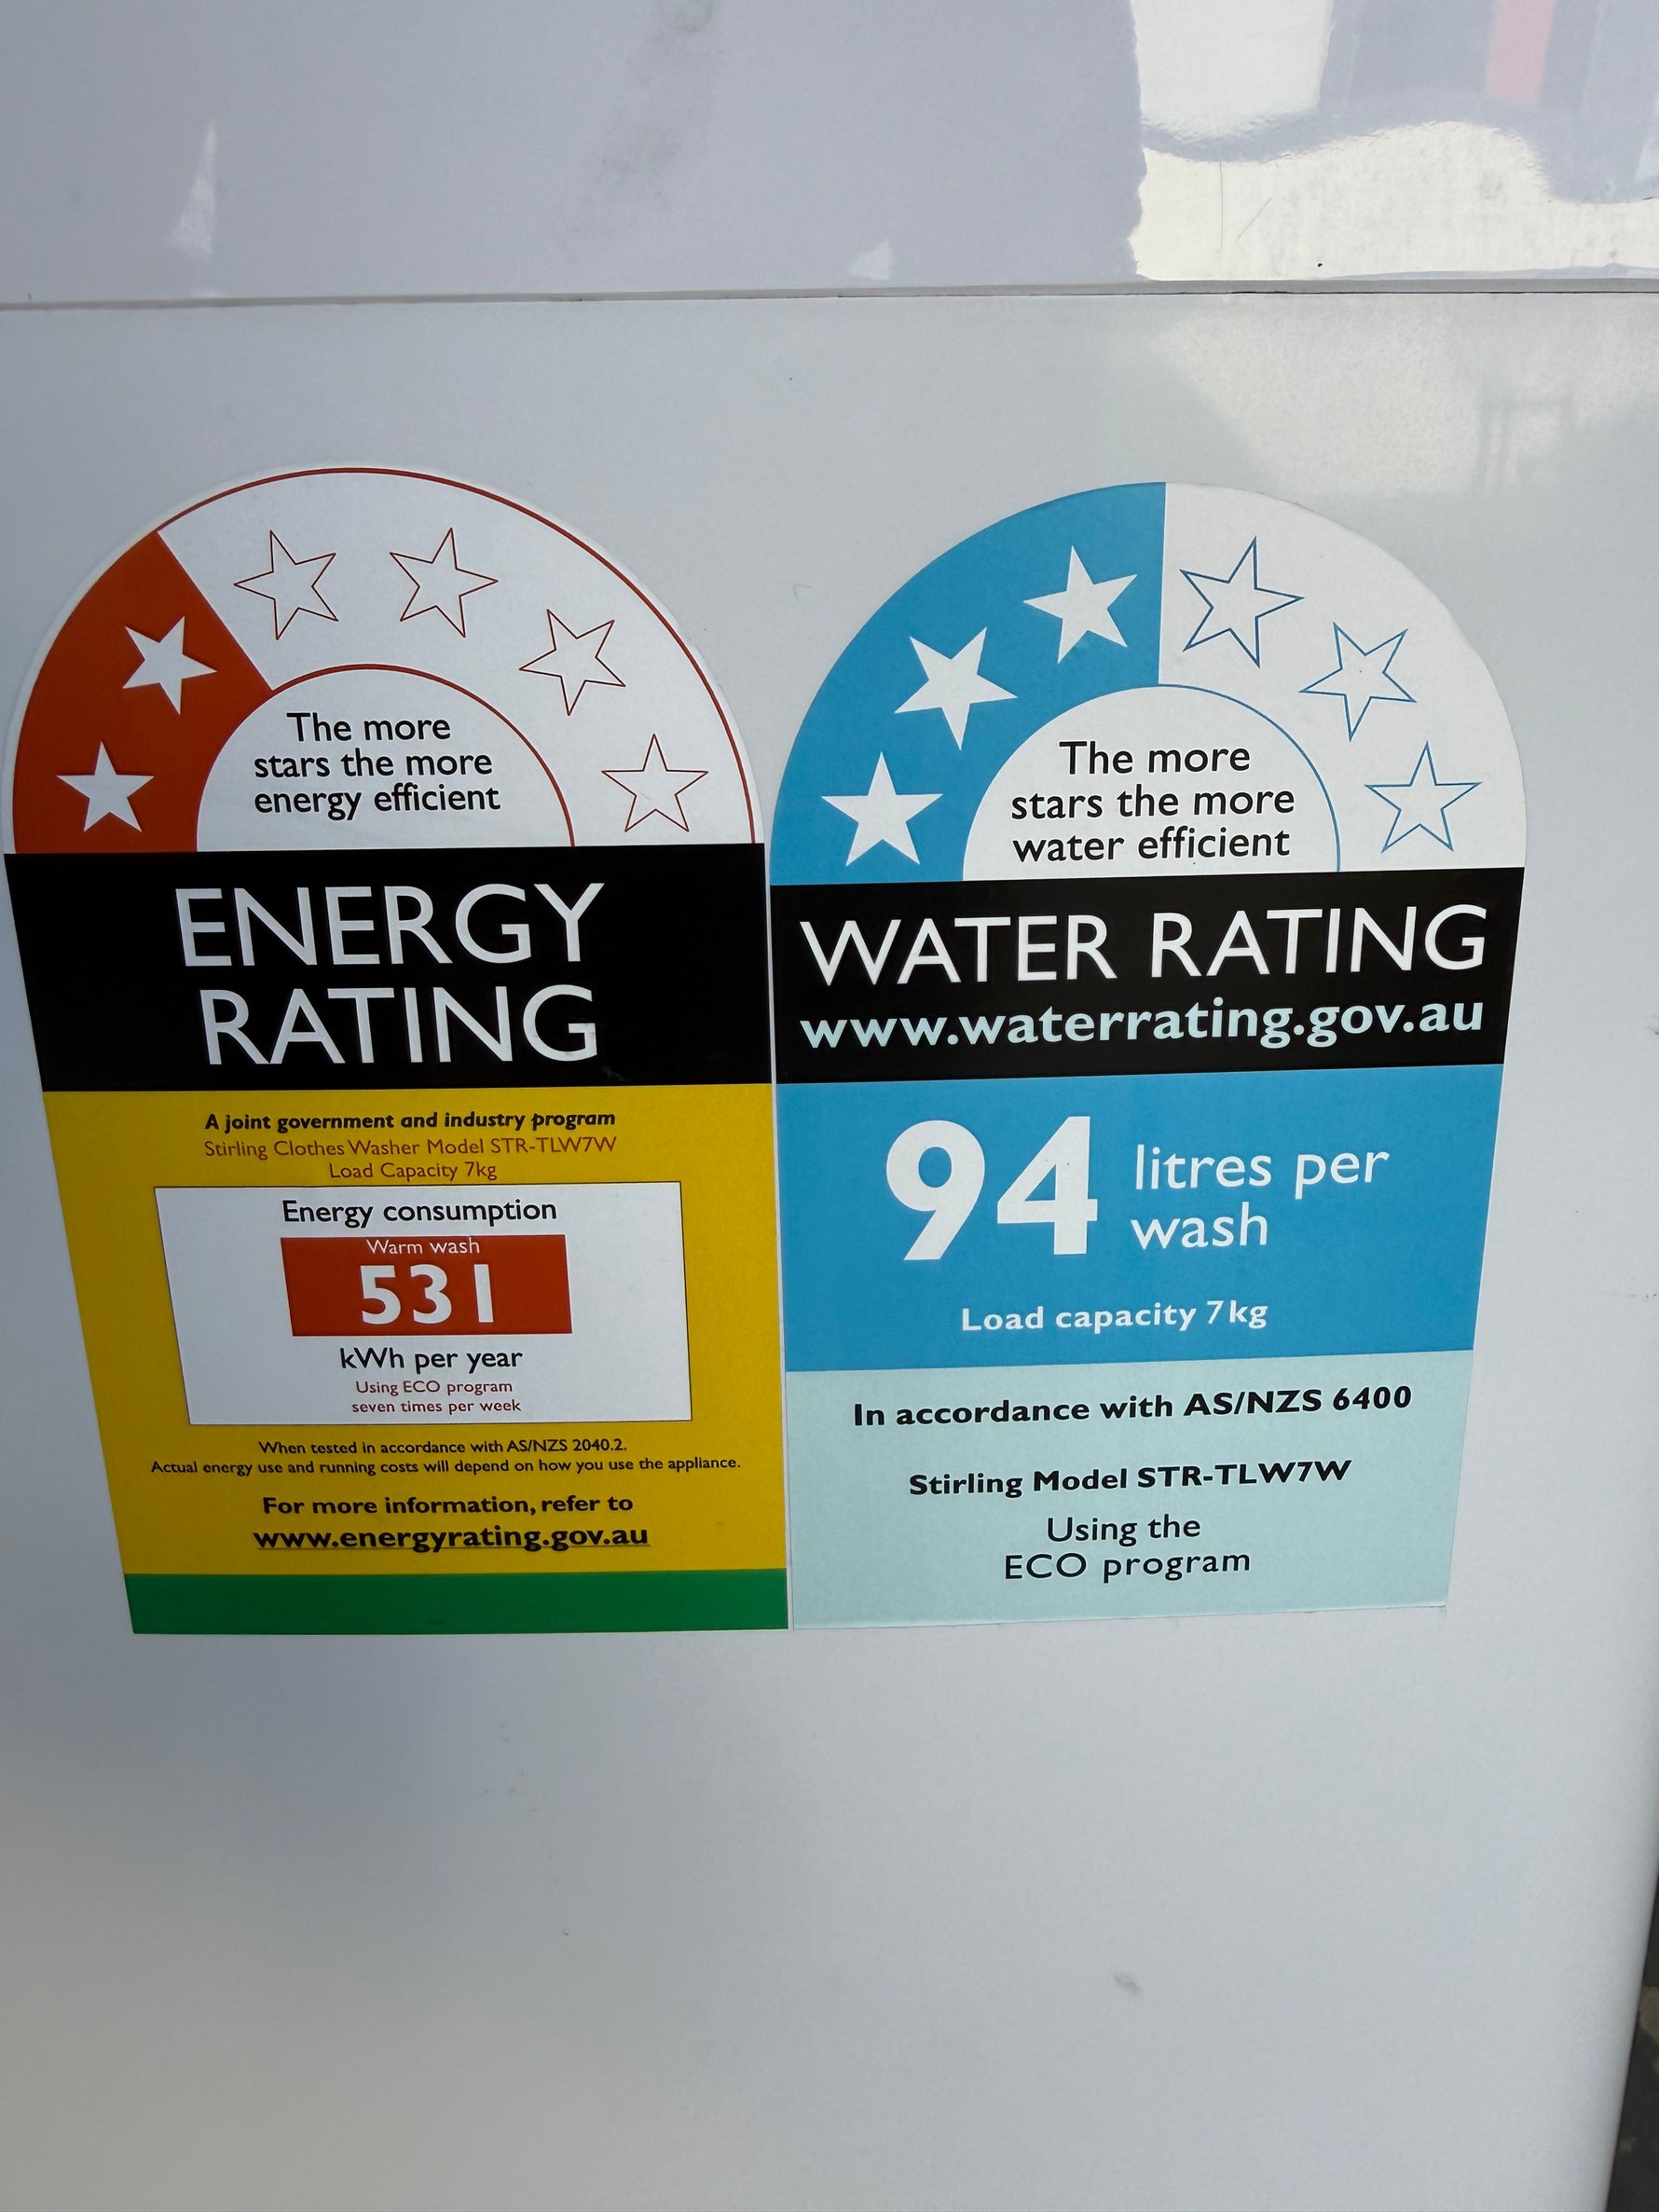 The more
stars the more
energy efficient
ENERGY
RATING
A joint government and industry program
Stirling Clothes Washer Model STR-TLW7W
Load Capacity 7kg
Energy consumption
Warm wash
531
kWh per year
Using ECO program
seven times per week
When tested in accordance with AS/NZS 2040.2.
Actual energy use and running costs will depend on how you use the appliance.
For more information, refer to
www.energyrating.gov.au
The more
stars the more
water efficient
WATER RATING
www.waterrating.gov.au
94 litres per
wash
Load capacity 7kg
In accordance with AS/NZS 6400
Stirling Model STR-TLW7W
Using the
ECO program